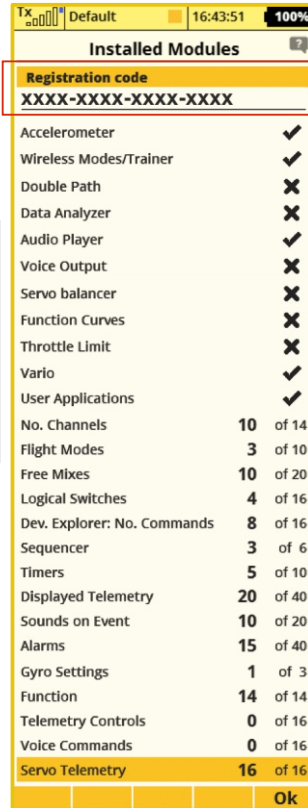 Tx Default 16:43:51 100%
Installed Modules ?
Registration code
XXXX-XXXX-XXXX-XXXX
Accelerometer
Wireless Modes/Trainer
Double Path
Data Analyzer
Audio Player
Voice Output
Servo balancer
Function Curves
Throttle Limit
Vario
User Applications
No. Channels 10 of 14
Flight Modes 3 of 10
Free Mixes 10 of 20
Logical Switches 4 of 16
Dev. Explorer: No. Commands 8 of 16
Sequencer 3 of 6
Timers 5 of 10
Displayed Telemetry 20 of 40
Sounds on Event 10 of 20
Alarms 15 of 40
Gyro Settings 1 of 3
Function 14 of 14
Telemetry Controls 0 of 16
Voice Commands 0 of 16
Servo Telemetry 16 of 16
Ok